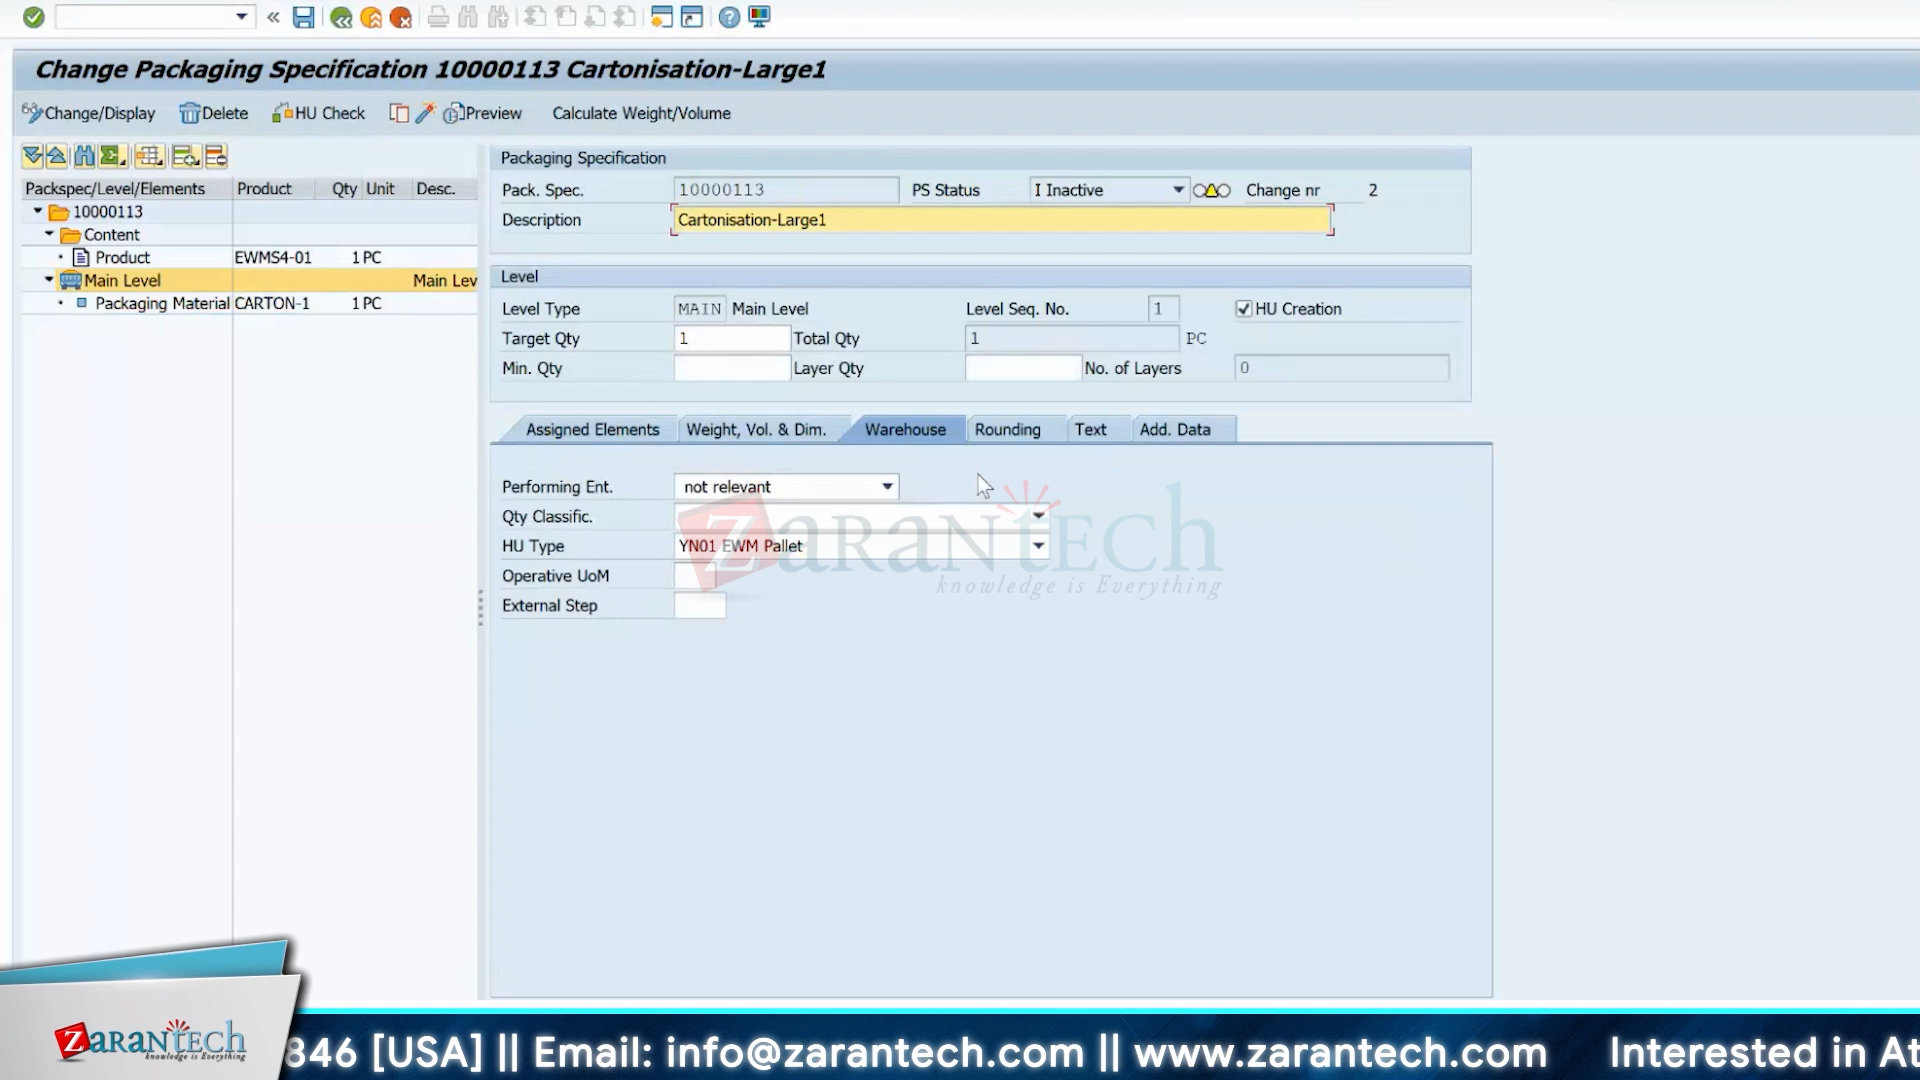 Change Packaging Specification 10000113 Cartonisation-Large1
Change/Display Delete HU Check Preview Calculate Weight/Volume
Packspec/Level/Elements Product Qty Unit Desc.
10000113
Content
Product EWMS4-01 1 PC
Main Level Main Lev
Packaging Material CARTON-1 1 PC
Packaging Specification
Pack. Spec. 10000113 PS Status I Inactive Change nr 2
Description Cartonisation-Large1
Level
Level Type MAIN Main Level Level Seq. No. 1 HU Creation
Target Qty 1 Total Qty 1 PC
Min. Qty Layer Qty No. of Layers 0
Assigned Elements Weight, Vol. & Dim. Warehouse Rounding Text Add. Data
Performing Ent. not relevant
Qty Classific.
HU Type YN01 EWM Pallet
Operative UoM
External Step
ZARANTECH
knowledge is Everything
ZARANTECH
knowledge is Everything
846 [USA] || Email: info@zarantech.com || www.zarantech.com Interested in At